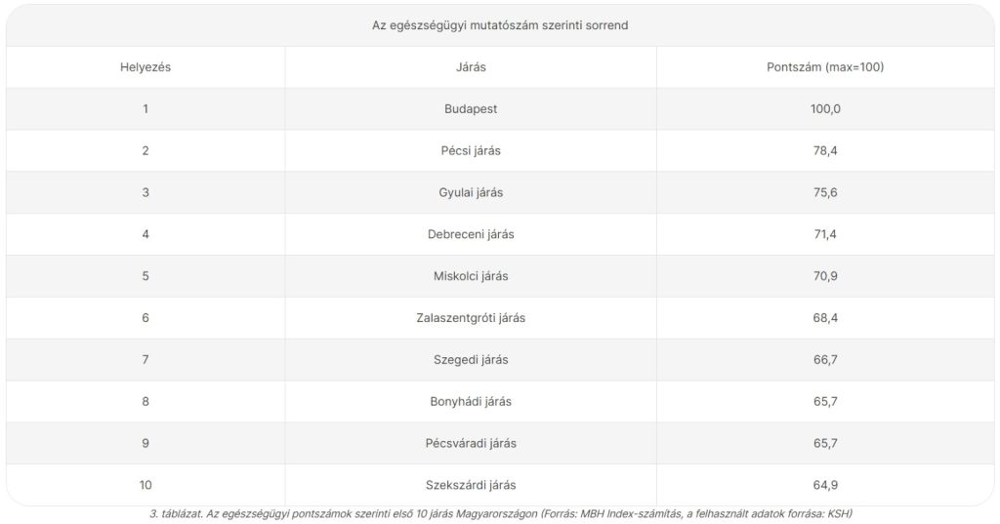 Az egészségügyi mutatószám szerinti sorrend
Helyezés Járás Pontszám (max=100)
1 Budapest 100,0
2 Pécsi járás 78,4
3 Gyulai járás 75,6
4 Debreceni járás 71,4
5 Miskolci járás 70,9
6 Zalaszentgróti járás 68,4
7 Szegedi járás 66,7
8 Bonyhádi járás 65,7
9 Pécsváradi járás 65,7
10 Szekszárdi járás 64,9
3. táblázat. Az egészségügyi pontszámok szerinti első 10 járás Magyarországon (Forrás: MBH Index-számítás, a felhasznált adatok forrása: KSH)